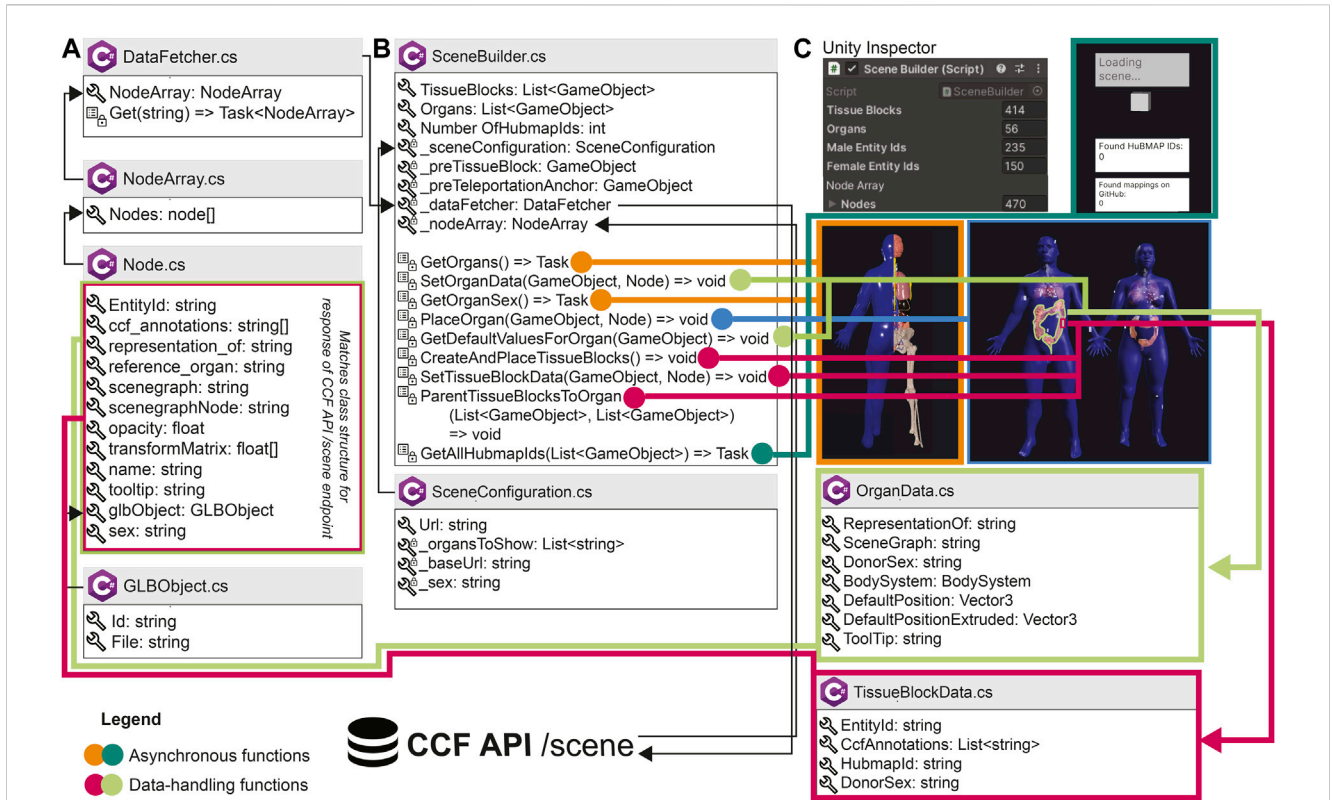 A
DataFetcher.cs
NodeArray: NodeArray
Get(string) => Task<NodeArray>
NodeArray.cs
Nodes: node[]
Node.cs
EntityId: string
ccf_annotations: string[]
representation_of: string
reference_organ: string
scenegraph: string
scenegraphNode: string
opacity: float
transformMatrix: float[]
name: string
tooltip: string
glbObject: GLBObject
sex: string
Matches class structure for
response of CCF API /scene endpoint
GLBObject.cs
Id: string
File: string
Legend
Asynchronous functions
Data-handling functions
B
SceneBuilder.cs
TissueBlocks: List<GameObject>
Organs: List<GameObject>
Number OfHubmapIds: int
_sceneConfiguration: SceneConfiguration
_preTissueBlock: GameObject
_preTeleportationAnchor: GameObject
_dataFetcher: DataFetcher
_nodeArray: NodeArray
GetOrgans() => Task
SetOrganData(GameObject, Node) => void
GetOrganSex() => Task
PlaceOrgan(GameObject, Node) => void
GetDefaultValuesForOrgan(GameObject) => void
CreateAndPlaceTissueBlocks() => void
SetTissueBlockData(GameObject, Node) => void
ParentTissueBlocksToOrgan
(List<GameObject>, List<GameObject>)
=> void
GetAllHubmapIds(List<GameObject>) => Task
SceneConfiguration.cs
Url: string
_organsToShow: List<string>
_baseUrl: string
_sex: string
CCF API /scene
C
Unity Inspector
# Scene Builder (Script)
Script SceneBuilder
Tissue Blocks 414
Organs 56
Male Entity Ids 235
Female Entity Ids 150
Node Array
Nodes 470
Loading
scene...
Found HuBMAP IDs:
0
Found mappings on
GitHub:
0
OrganData.cs
RepresentationOf: string
SceneGraph: string
DonorSex: string
BodySystem: BodySystem
DefaultPosition: Vector3
DefaultPositionExtruded: Vector3
ToolTip: string
TissueBlockData.cs
EntityId: string
CcfAnnotations: List<string>
HubmapId: string
DonorSex: string